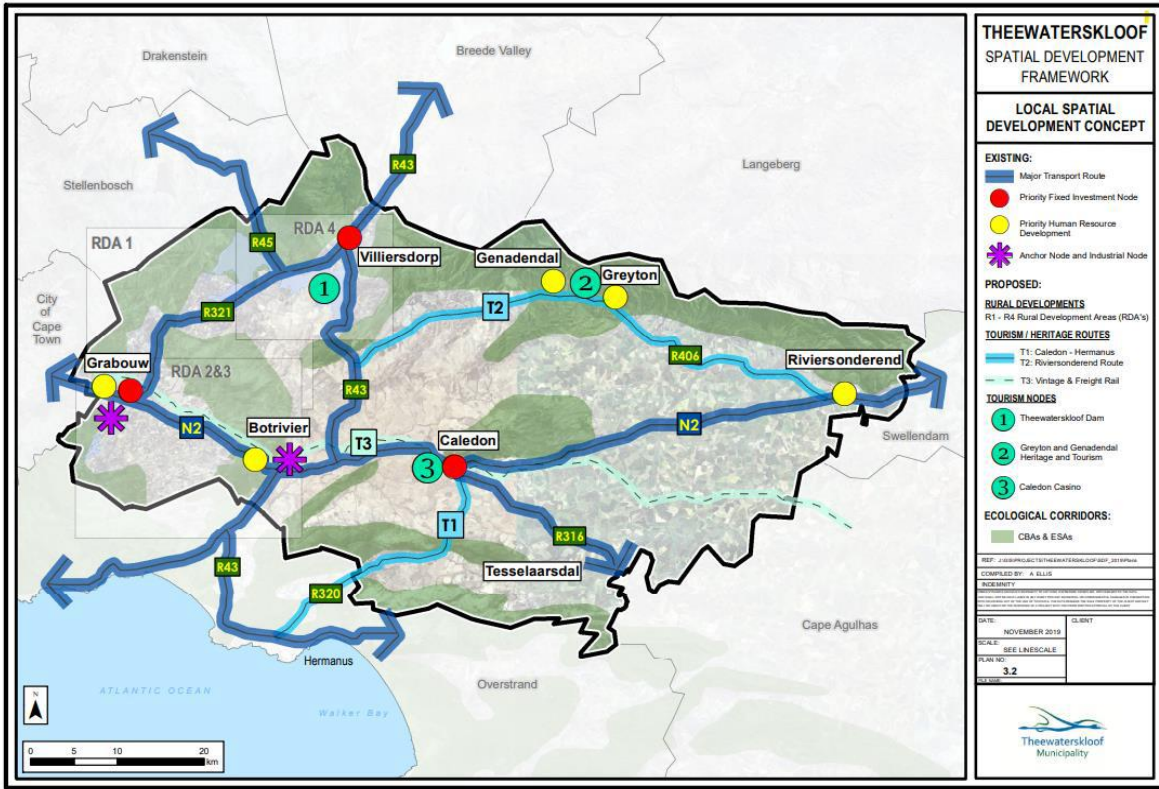 Drakenstein
Breede Valley
Langeberg
Stellenbosch
City
of
Cape
Town
Swellendam
Cape Agulhas
Overstrand
RDA 1
RDA 4
RDA 2&3
R43
R45
R321
Villiersdorp
1
Genadendal
2
Greyton
T2
R406
Riviersonderend
Grabouw
N2
R43
Botrivier
T3
Caledon
3
N2
T1
R316
Tesselaarsdal
R43
R320
Hermanus
ATLANTIC OCEAN
Walker Bay
N
0 5 10 20
km
THEEWATERSKLOOF
SPATIAL DEVELOPMENT
FRAMEWORK
LOCAL SPATIAL
DEVELOPMENT CONCEPT
EXISTING:
Major Transport Route
Priority Fixed Investment Node
Priority Human Resource
Development
Anchor Node and Industrial Node
PROPOSED:
RURAL DEVELOPMENTS
R1 - R4 Rural Development Areas (RDA's)
TOURISM / HERITAGE ROUTES
T1: Caledon - Hermanus
T2: Riviersonderend Route
T3: Vintage & Freight Rail
TOURISM NODES
1 Theewaterskloof Dam
2 Greyton and Genadendal
Heritage and Tourism
3 Caledon Casino
ECOLOGICAL CORRIDORS:
CBAs & ESAs
COMPILED BY: A ELLIS
INDEMNITY
DATE:
NOVEMBER 2019
CLIENT
SCALE:
SEE LINESCALE
PLAN NO:
3.2
Theewaterskloof
Municipality